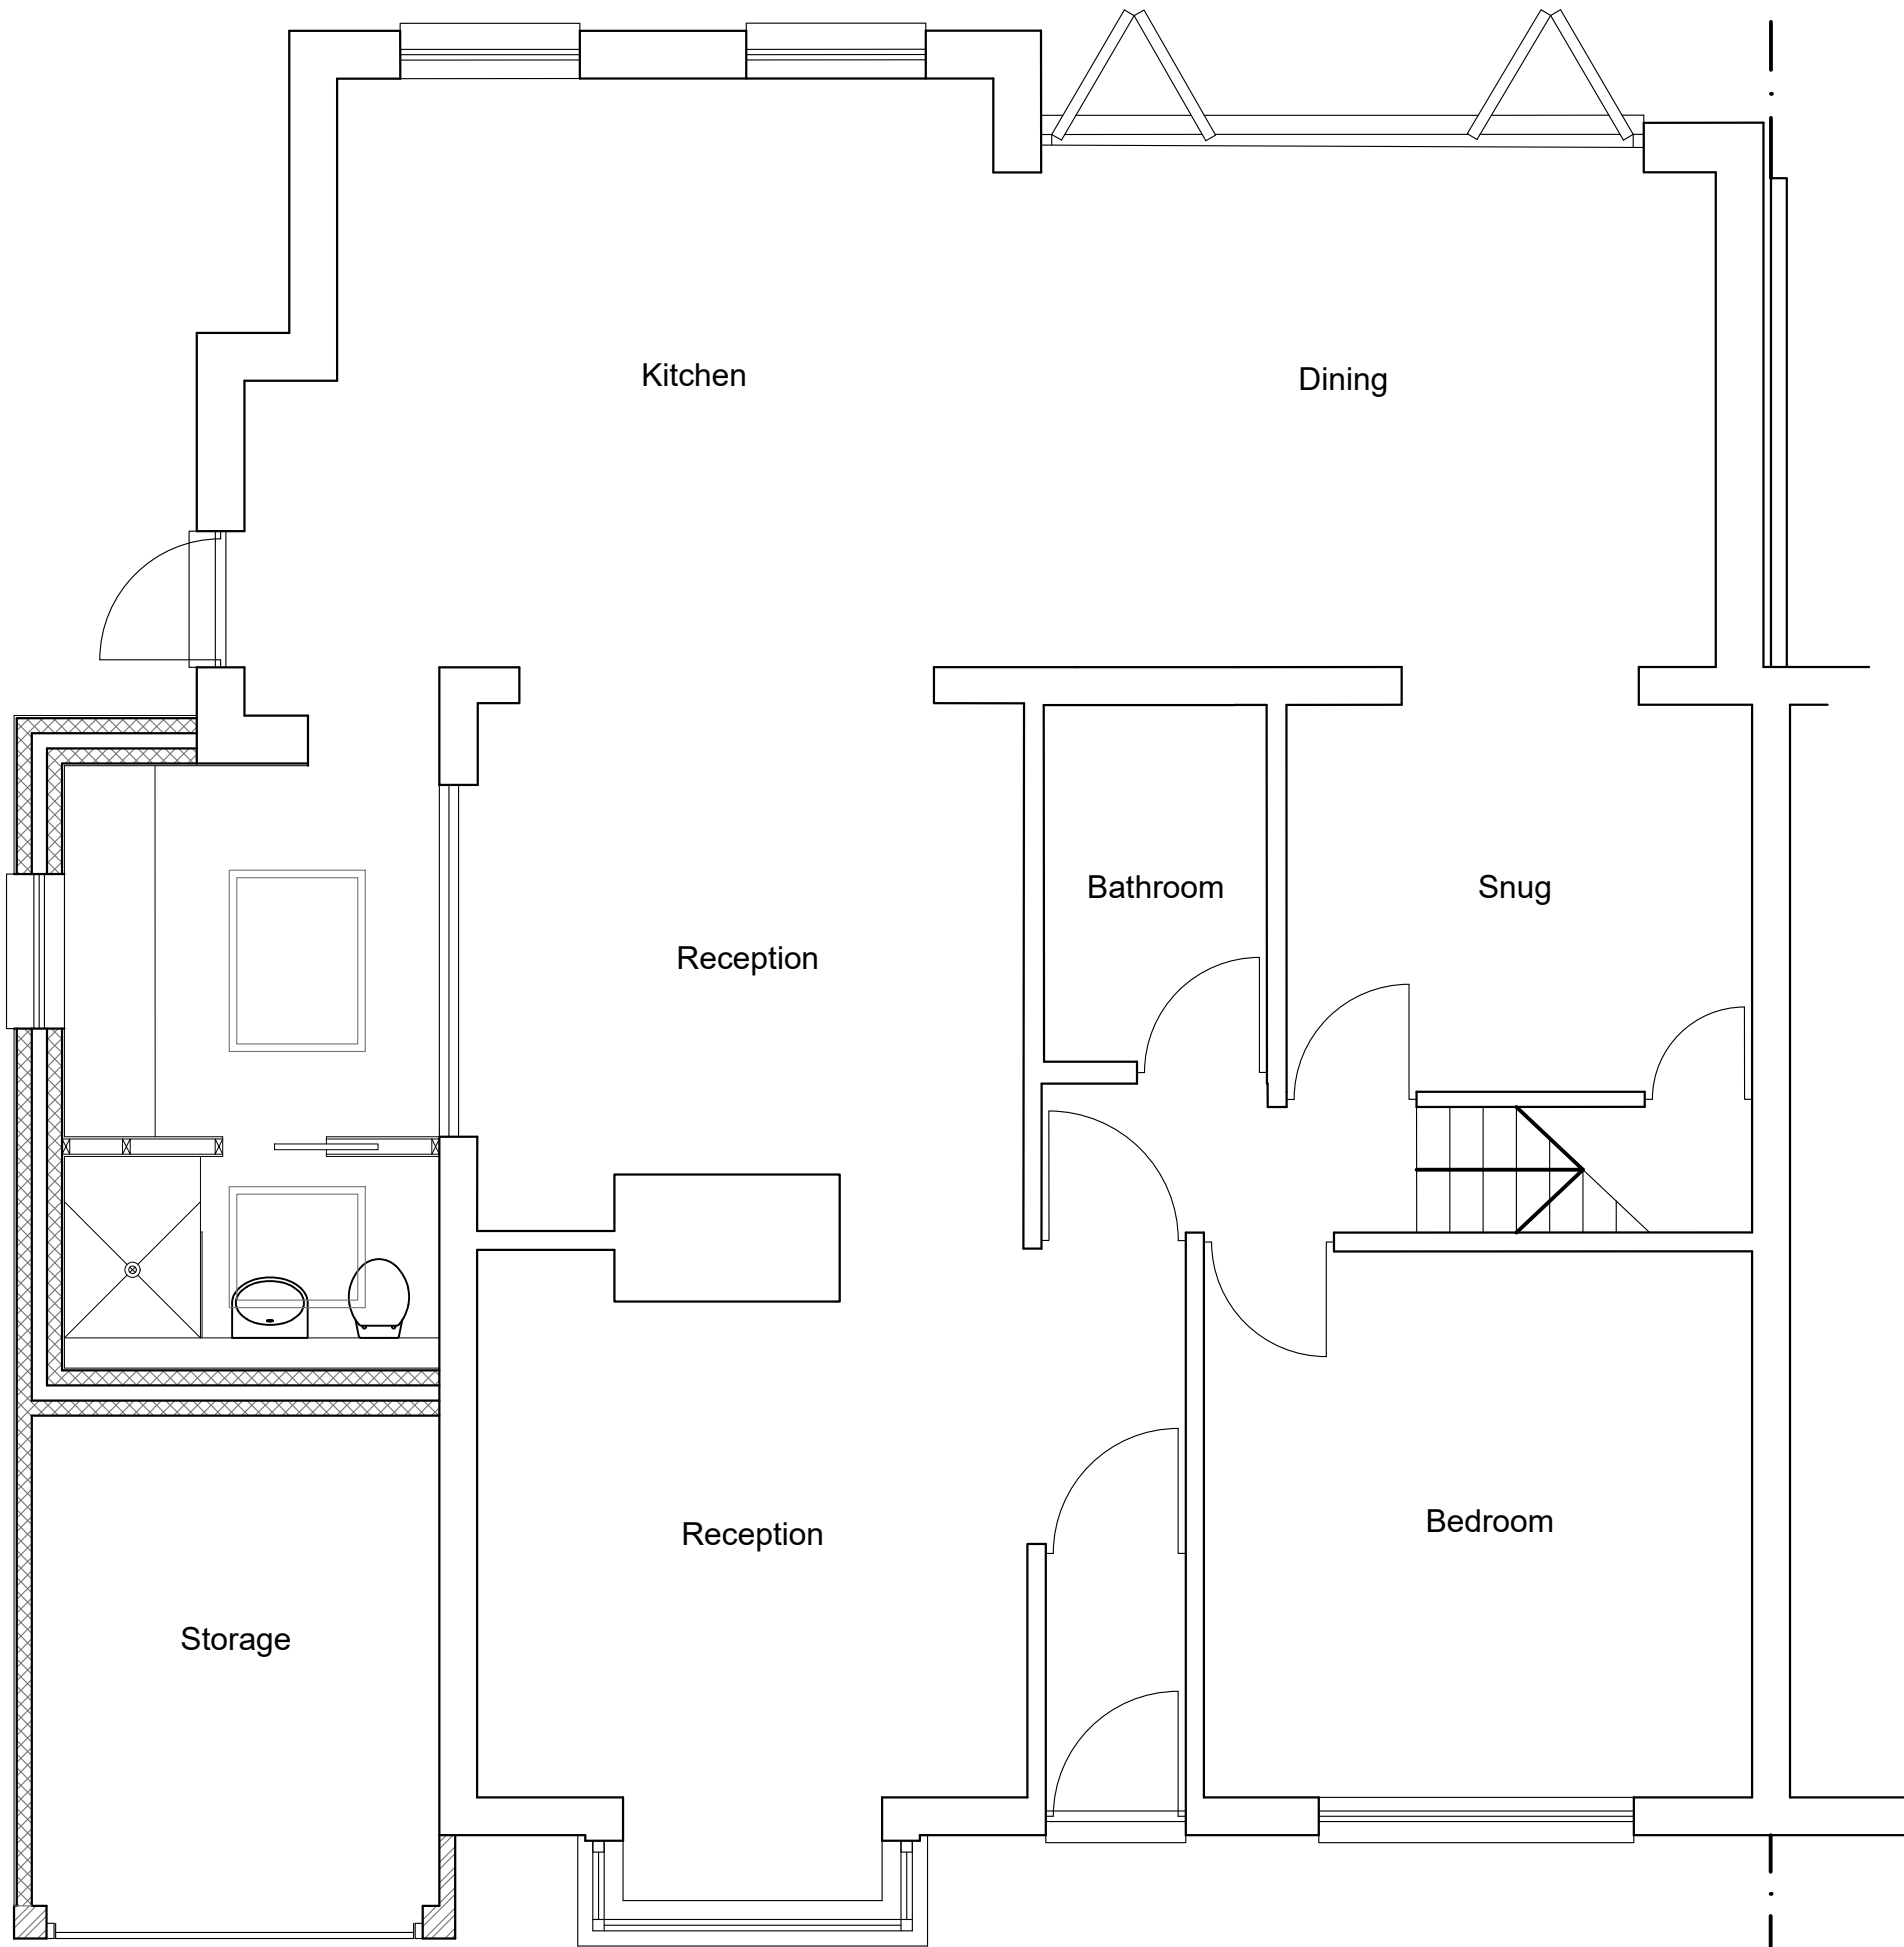 Kitchen
Dining
Bathroom
Snug
Reception
Reception
Bedroom
Storage